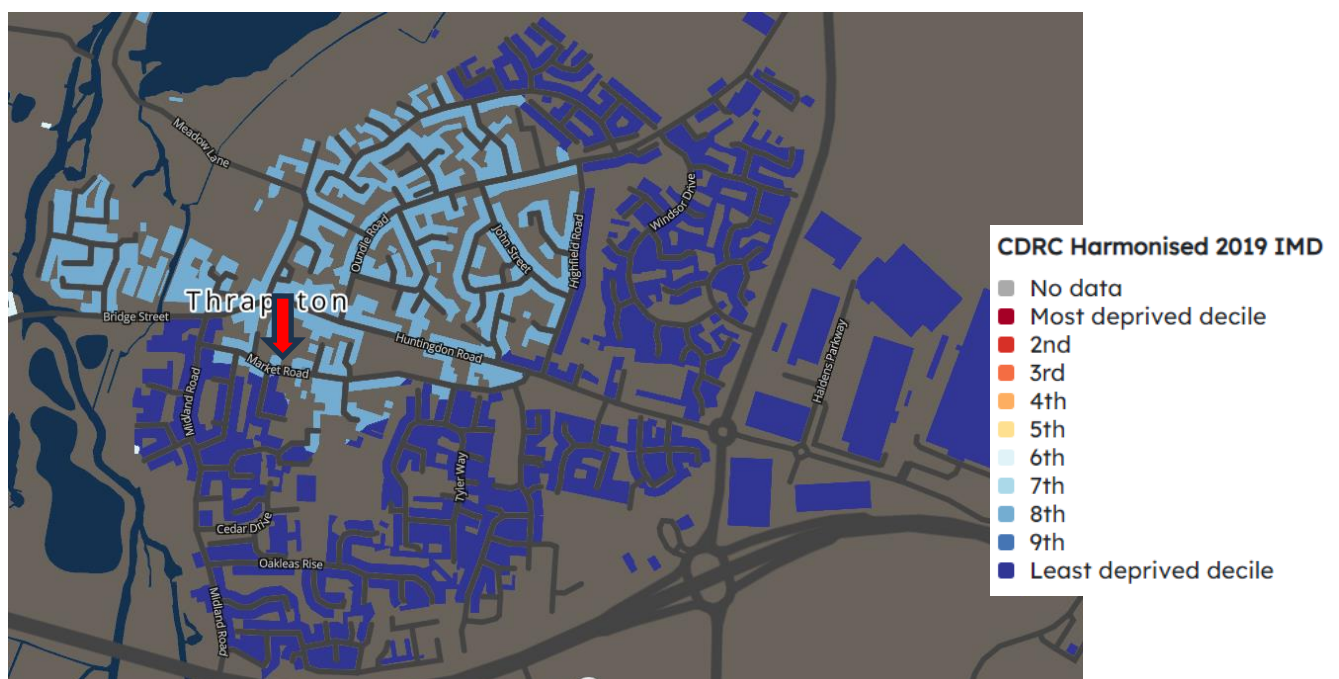 Meadow Lane
Oundle Road
John Street
Highfield Road
Windsor Drive
Thrapston
Bridge Street
Huntingdon Road
Market Road
Midland Road
Haldens Parkway
Tyler Way
Cedar Drive
Oakleas Rise
Midland Road
CDRC Harmonised 2019 IMD
No data
Most deprived decile
2nd
3rd
4th
5th
6th
7th
8th
9th
Least deprived decile